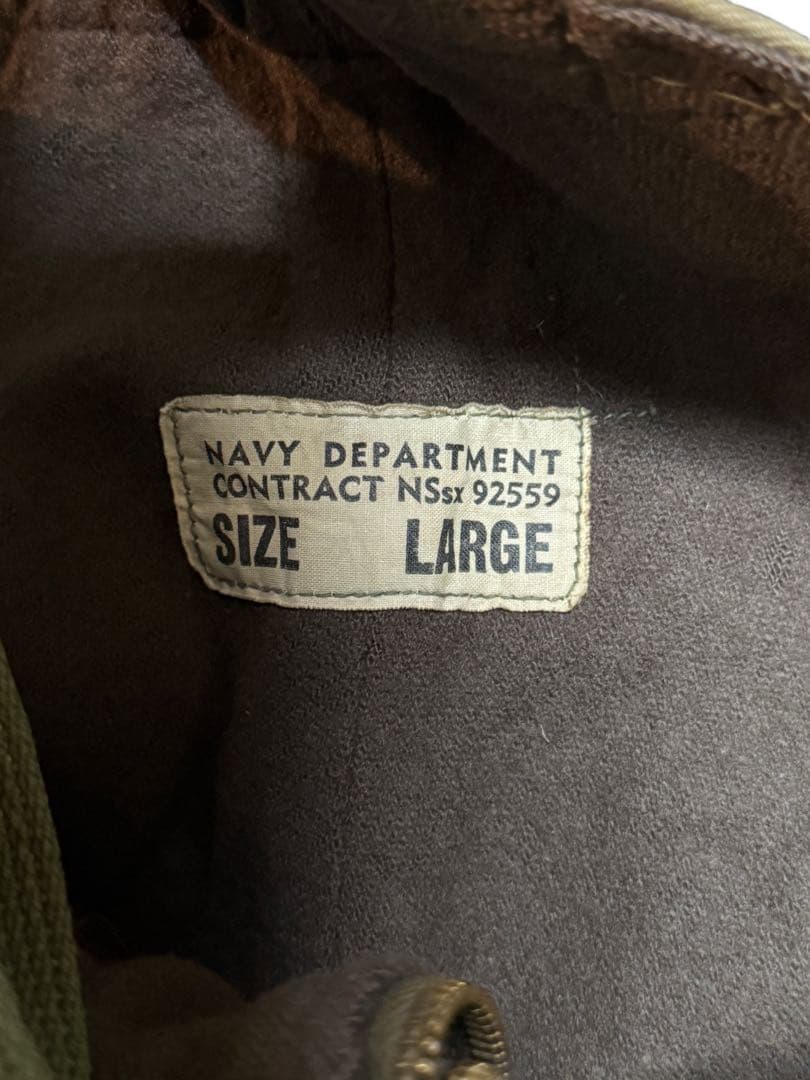 NAVY DEPARTMENT
CONTRACT NSsx 92559
SIZE LARGE